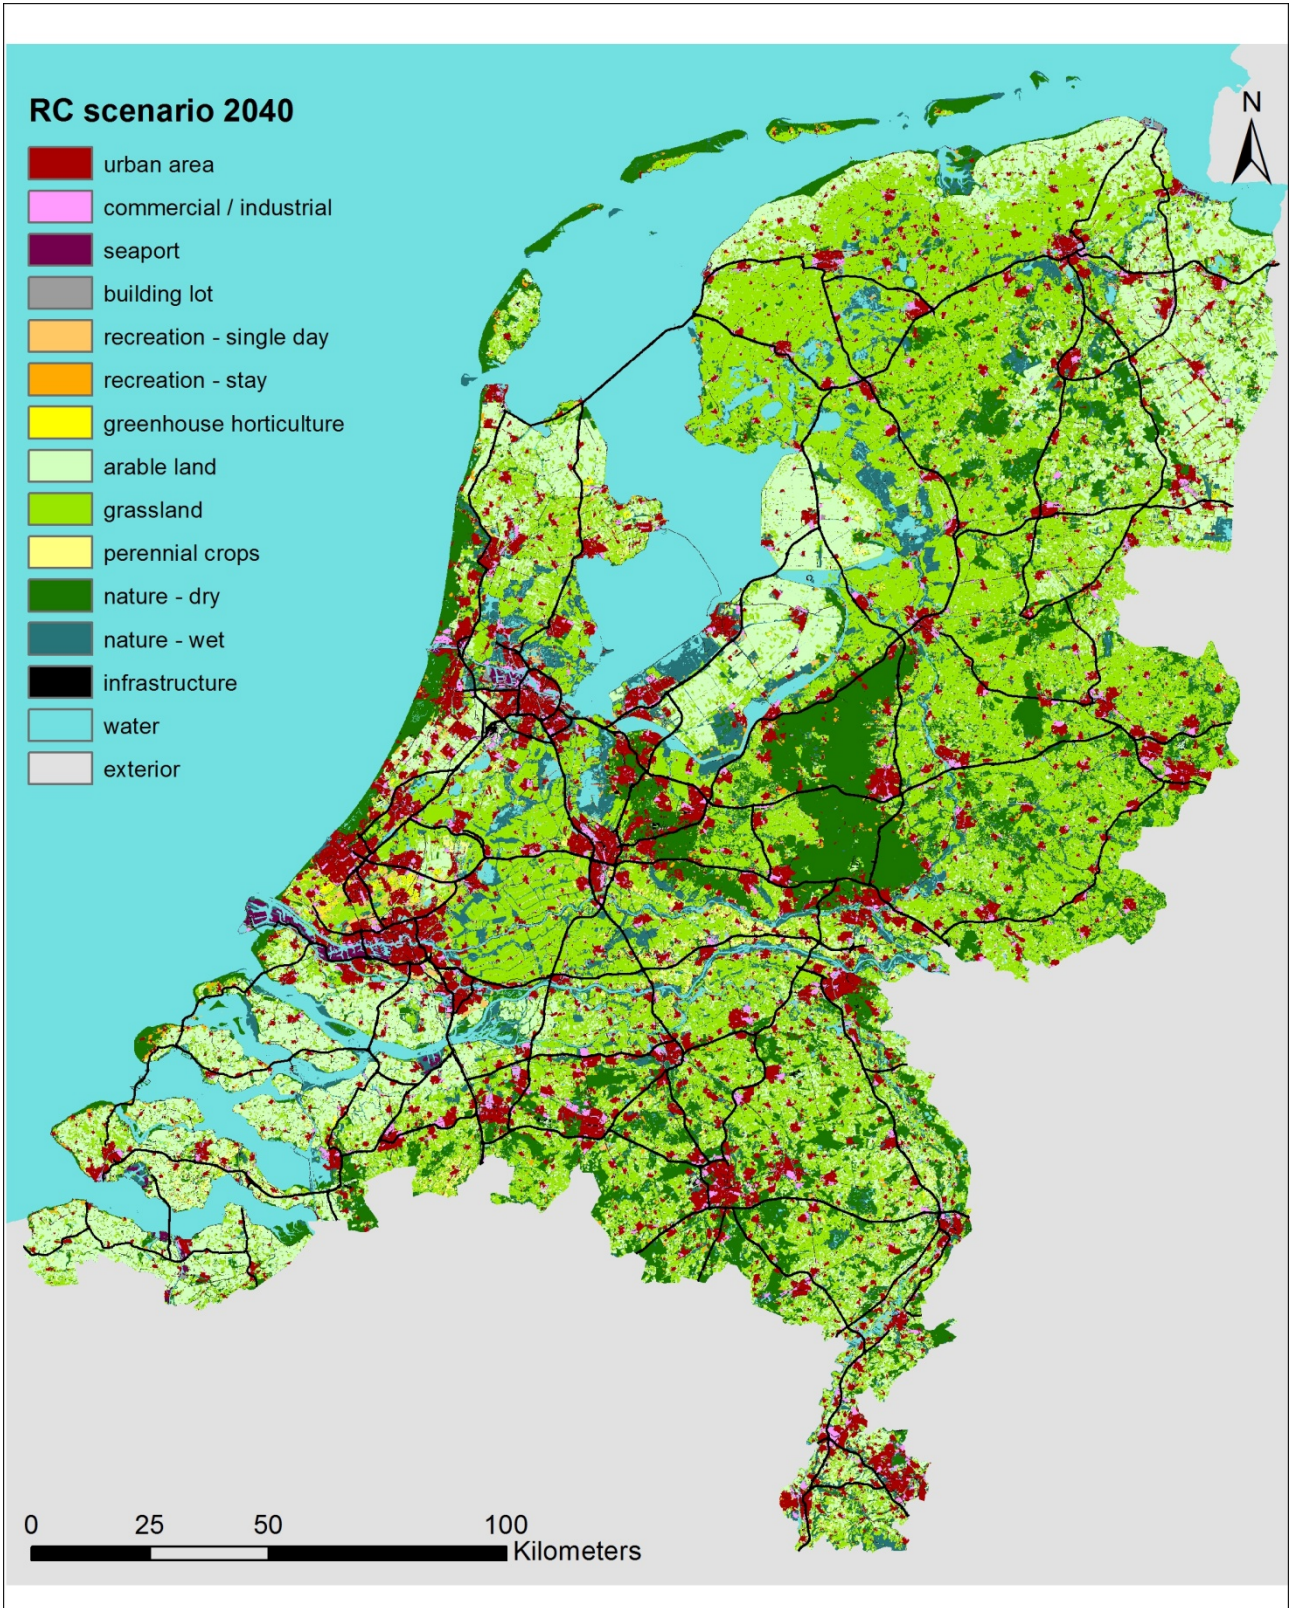 RC scenario 2040
N
urban area
commercial / industrial
seaport
building lot
recreation - single day
recreation - stay
greenhouse horticulture
arable land
grassland
perennial crops
nature - dry
nature - wet
infrastructure
water
exterior
0 25 50 100
Kilometers